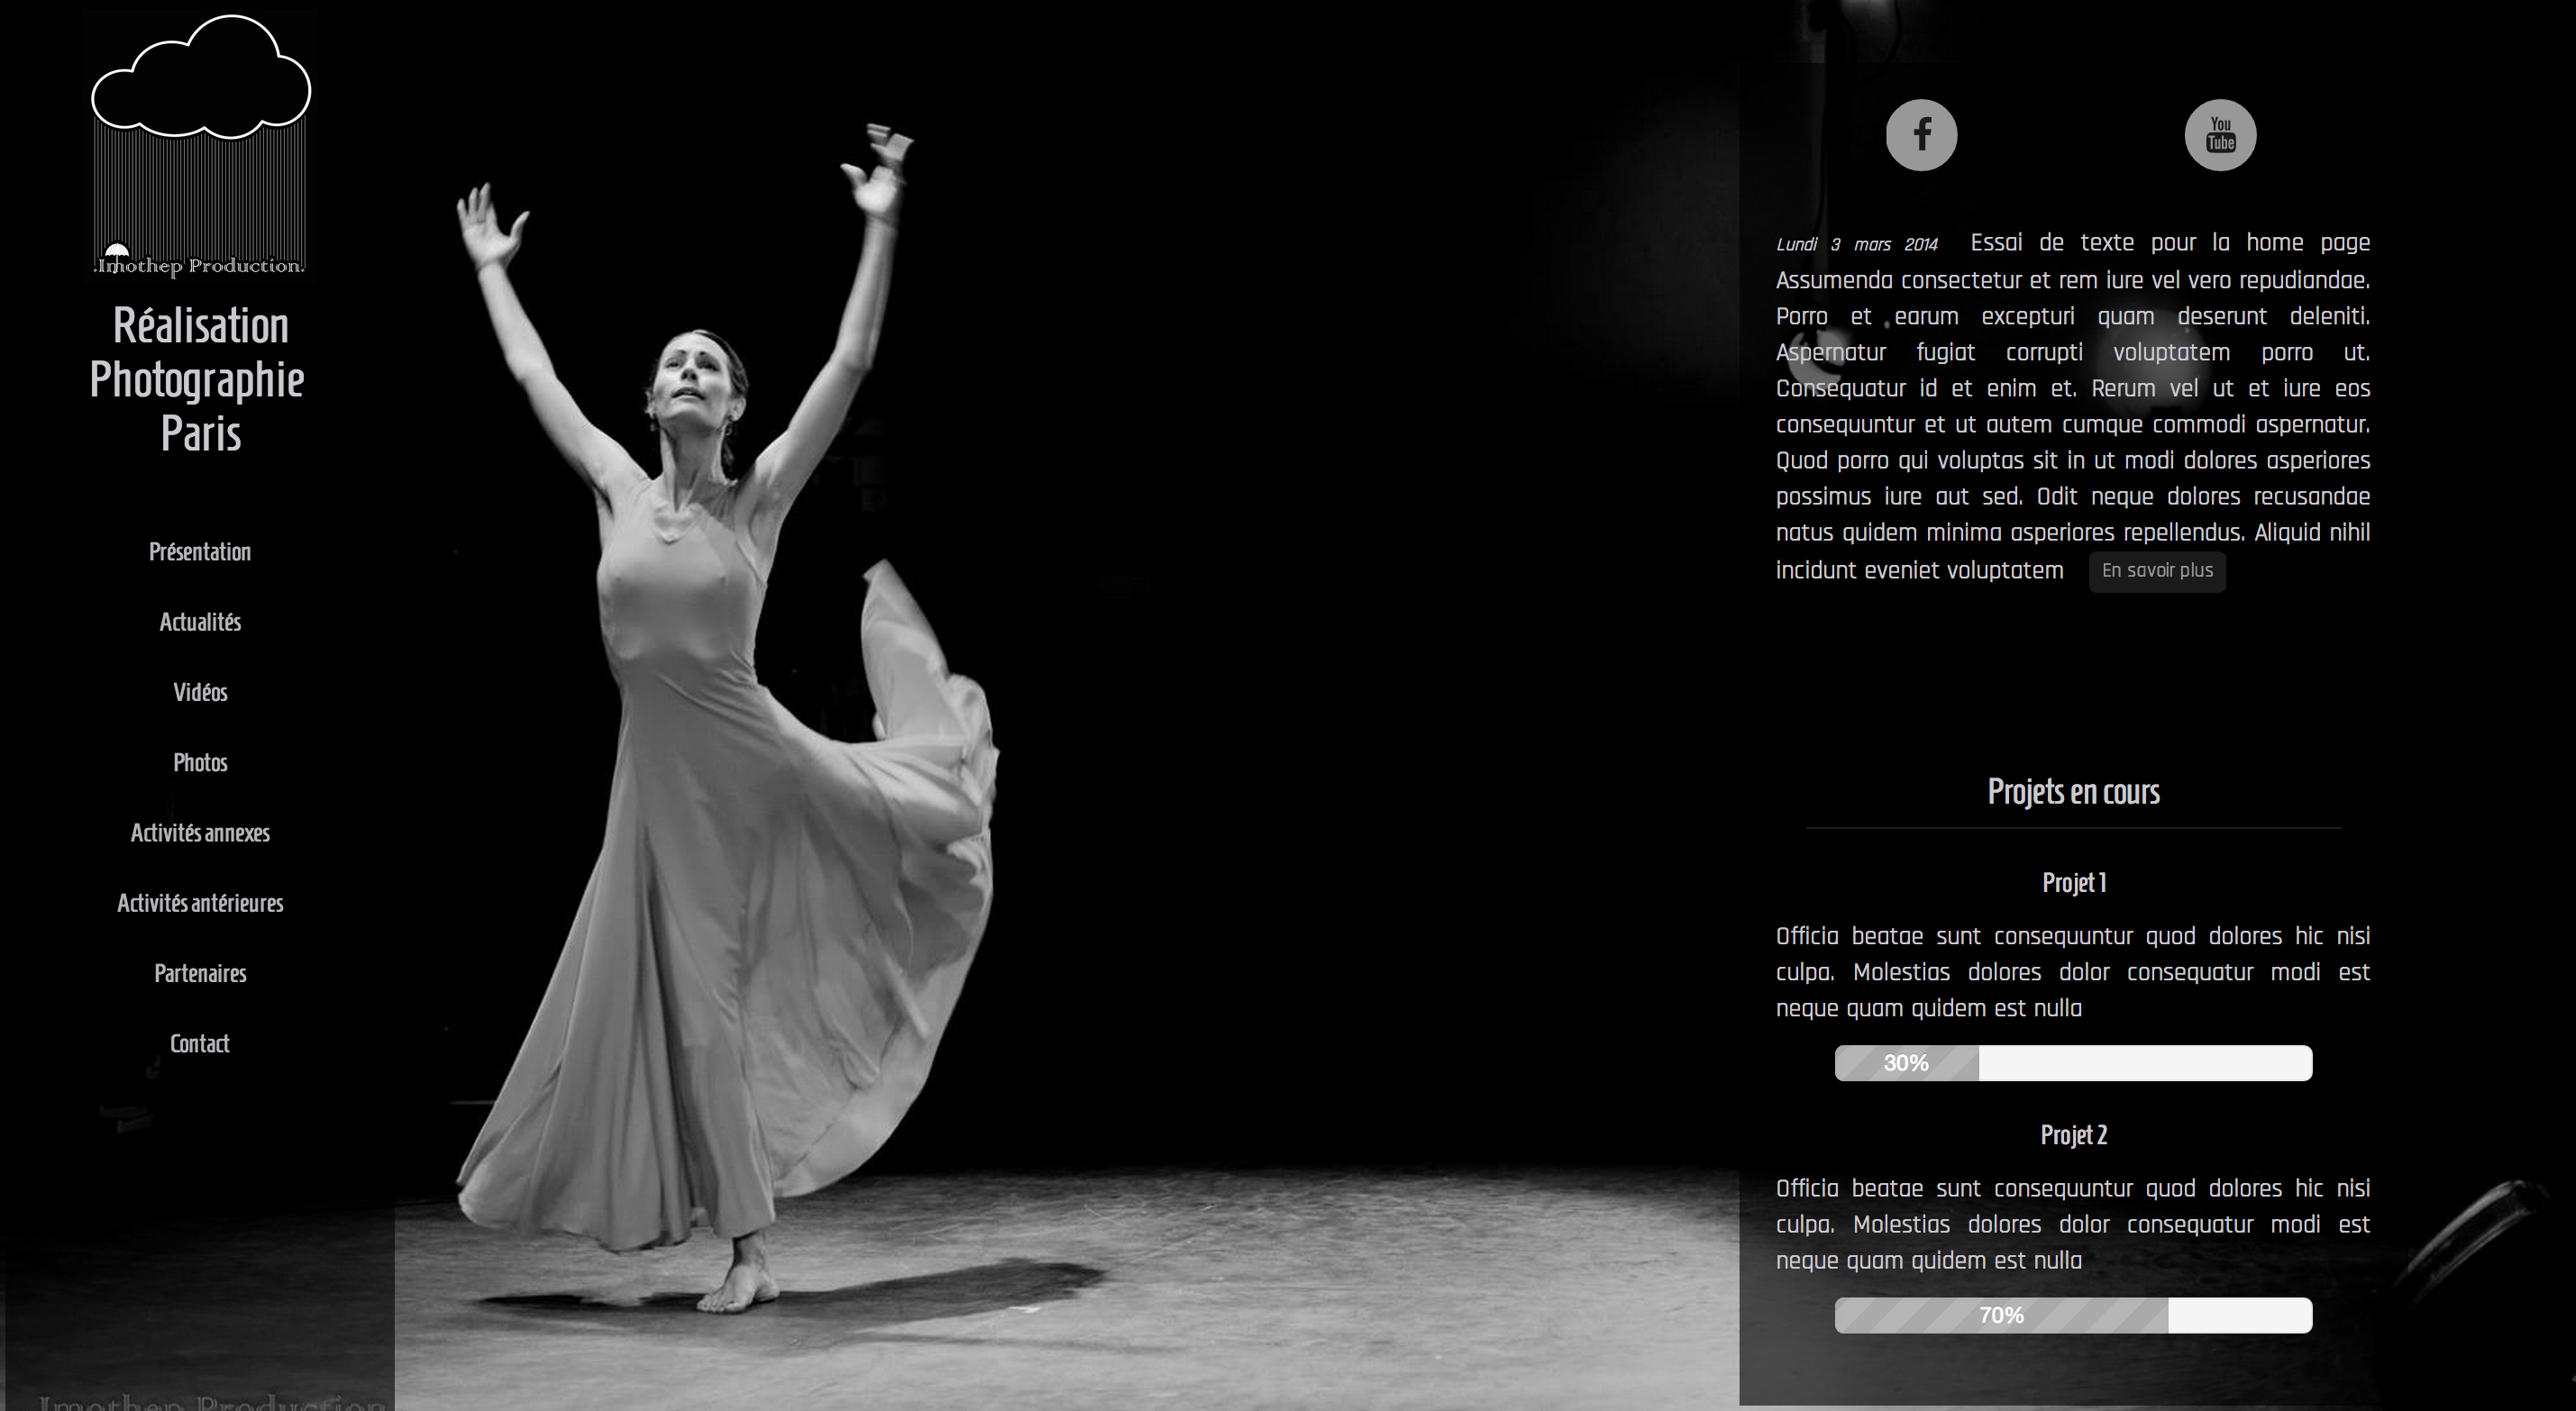 .Imothep Production.
Réalisation
Photographie
Paris
Présentation
Actualités
Vidéos
Photos
Activités annexes
Activités antérieures
Partenaires
Contact
Imothep Production
You
Tube
Lundi 3 mars 2014 Essai de texte pour la home page
Assumenda consectetur et rem iure vel vero repudiandae.
Porro et earum excepturi quam deserunt deleniti.
Aspernatur fugiat corrupti voluptatem porro ut.
Consequatur id et enim et. Rerum vel ut et iure eos
consequuntur et ut autem cumque commodi aspernatur.
Quod porro qui voluptas sit in ut modi dolores asperiores
possimus iure aut sed. Odit neque dolores recusandae
natus quidem minima asperiores repellendus. Aliquid nihil
incidunt eveniet voluptatem En savoir plus
Projets en cours
Projet 1
Officia beatae sunt consequuntur quod dolores hic nisi
culpa. Molestias dolores dolor consequatur modi est
neque quam quidem est nulla
30%
Projet 2
Officia beatae sunt consequuntur quod dolores hic nisi
culpa. Molestias dolores dolor consequatur modi est
neque quam quidem est nulla
70%